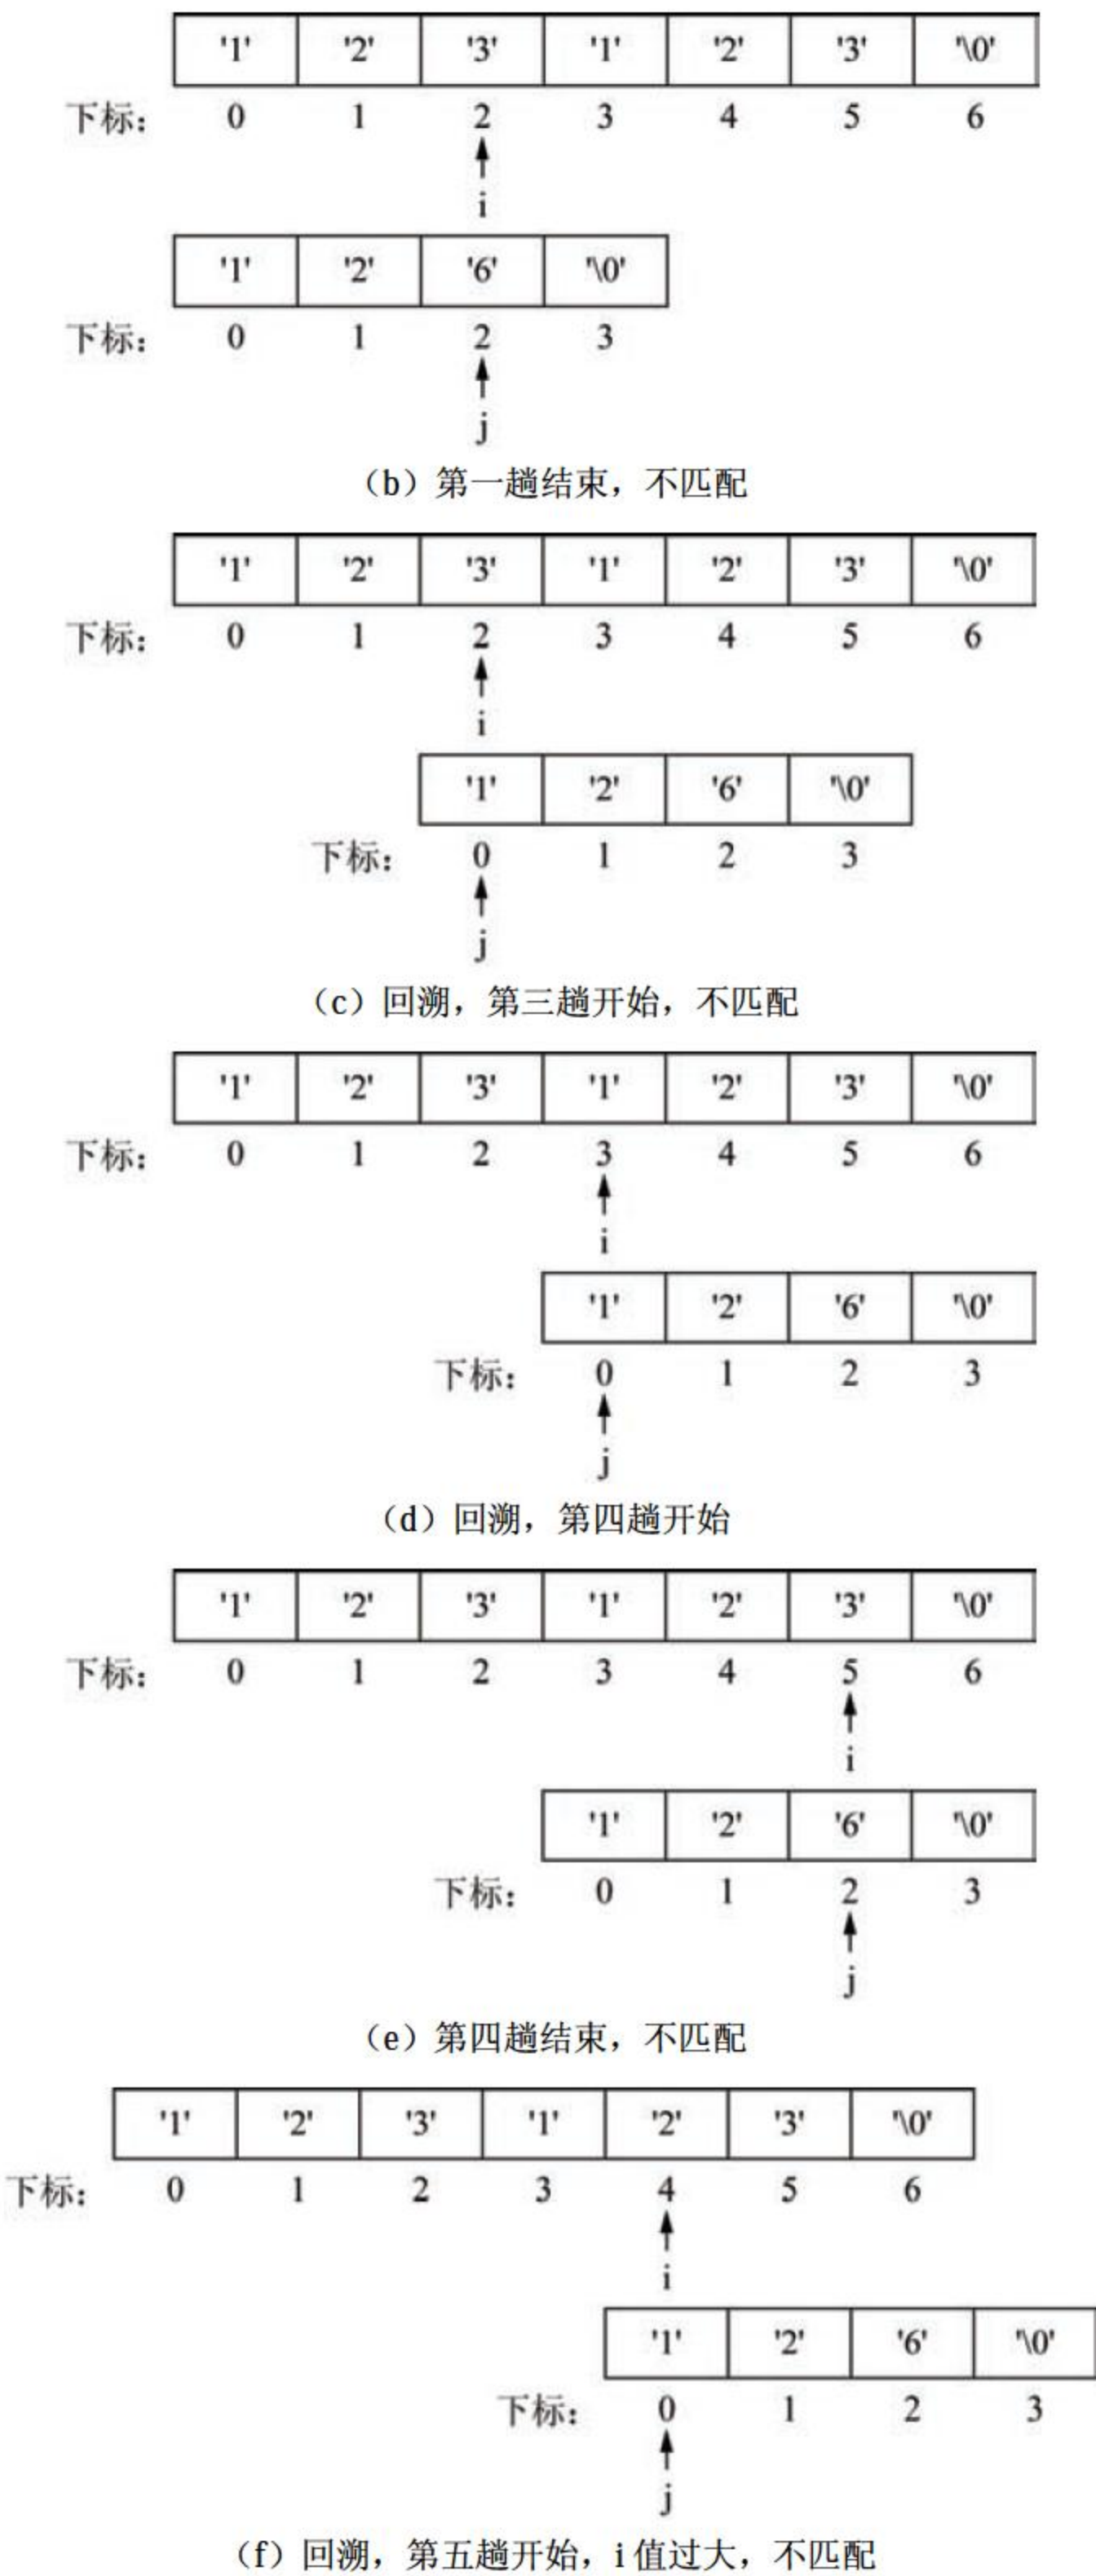 '1' '2' '3' '1' '2' '3' '\0'
下标： 0 1 2 3 4 5 6
i
'1' '2' '6' '\0'
下标： 0 1 2 3
j
（b）第一趟结束，不匹配
'1' '2' '3' '1' '2' '3' '\0'
下标： 0 1 2 3 4 5 6
i
'1' '2' '6' '\0'
下标： 0 1 2 3
j
（c）回溯，第三趟开始，不匹配
'1' '2' '3' '1' '2' '3' '\0'
下标： 0 1 2 3 4 5 6
i
'1' '2' '6' '\0'
下标： 0 1 2 3
j
（d）回溯，第四趟开始
'1' '2' '3' '1' '2' '3' '\0'
下标： 0 1 2 3 4 5 6
i
'1' '2' '6' '\0'
下标： 0 1 2 3
j
（e）第四趟结束，不匹配
'1' '2' '3' '1' '2' '3' '\0'
下标： 0 1 2 3 4 5 6
i
'1' '2' '6' '\0'
下标： 0 1 2 3
j
（f）回溯，第五趟开始，i值过大，不匹配